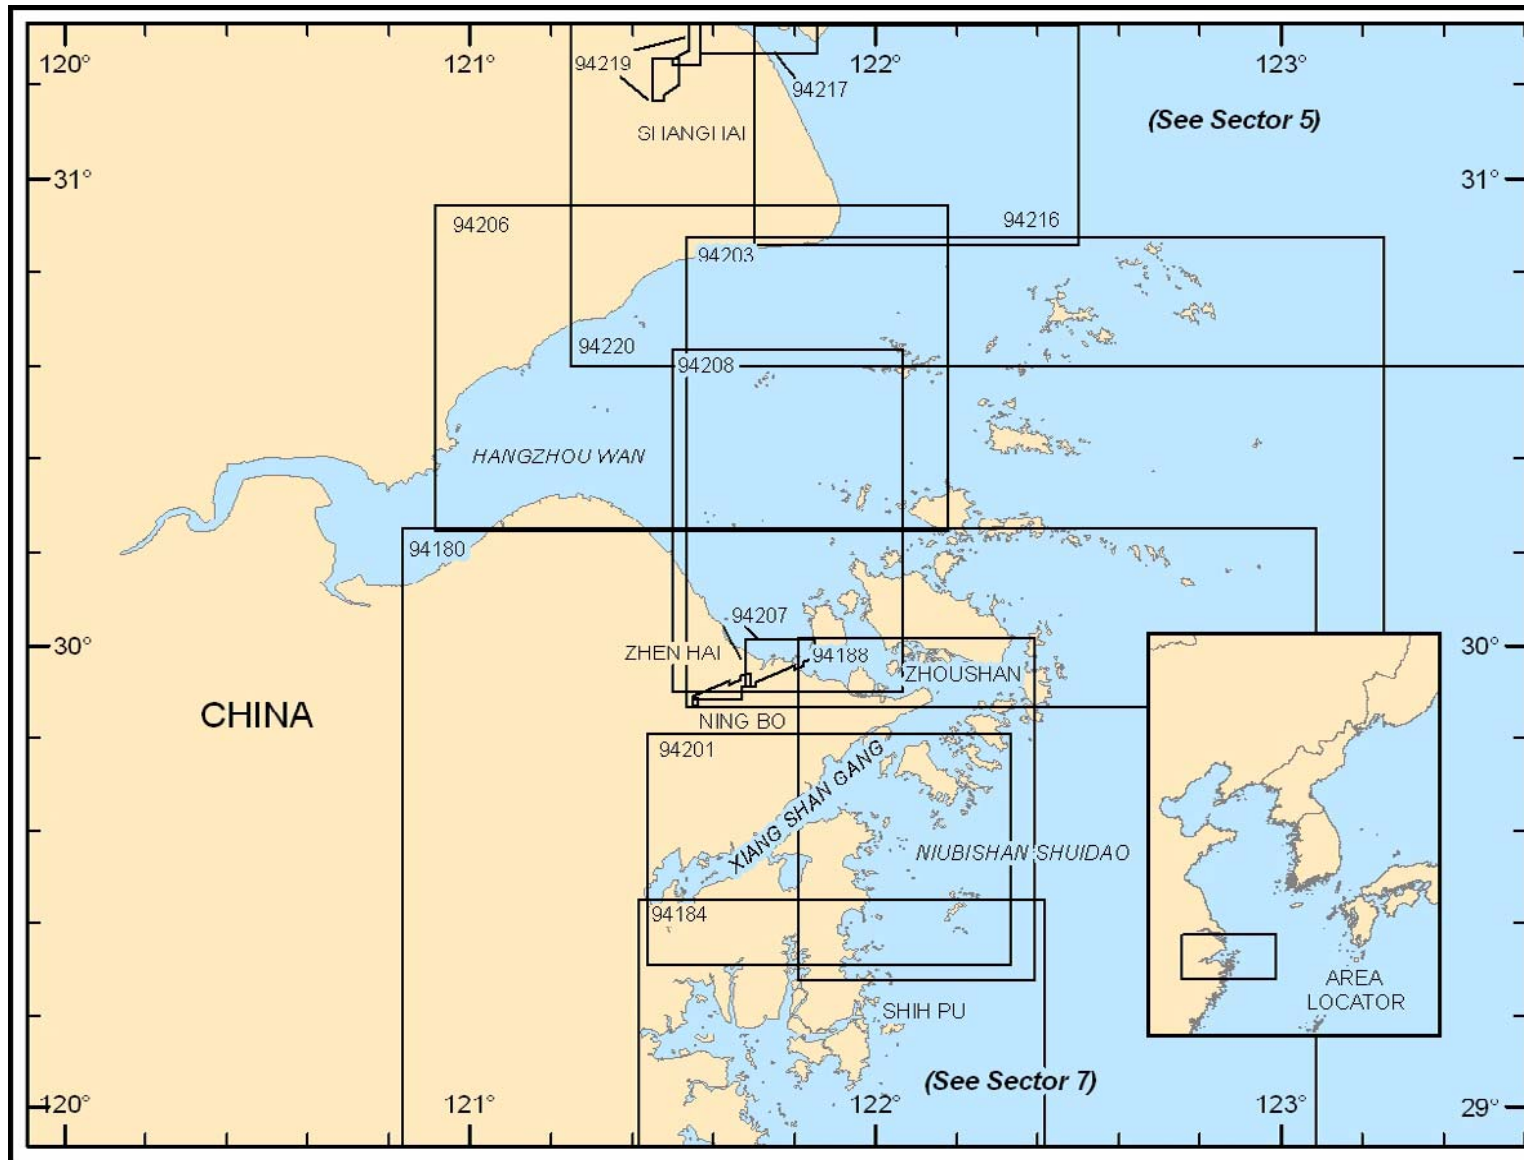 120°
121°
122°
123°
94219
94217
(See Sector 5)
SHANGHAI
31°
31°
94206
94216
94203
94220
94208
HANGZHOU WAN
94180
94207
30°
ZHEN HAI
94188
30°
ZHOUSHAN
CHINA
NING BO
94201
XIANG SHAN GANG
NIUBISHAN SHUIDAO
94184
AREA
LOCATOR
SHIH PU
(See Sector 7)
120°
121°
122°
123°
29°